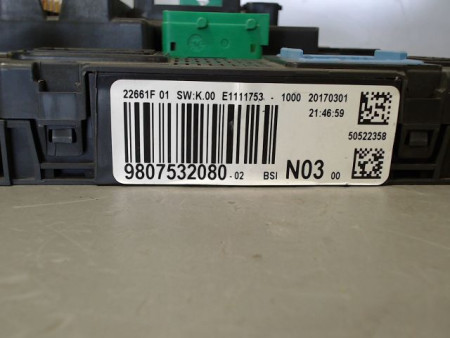 22661F 01 SW:K.00 E1111753 - 1000 20170301
21:46:59
50522358
9807532080-02 BSI N03 00